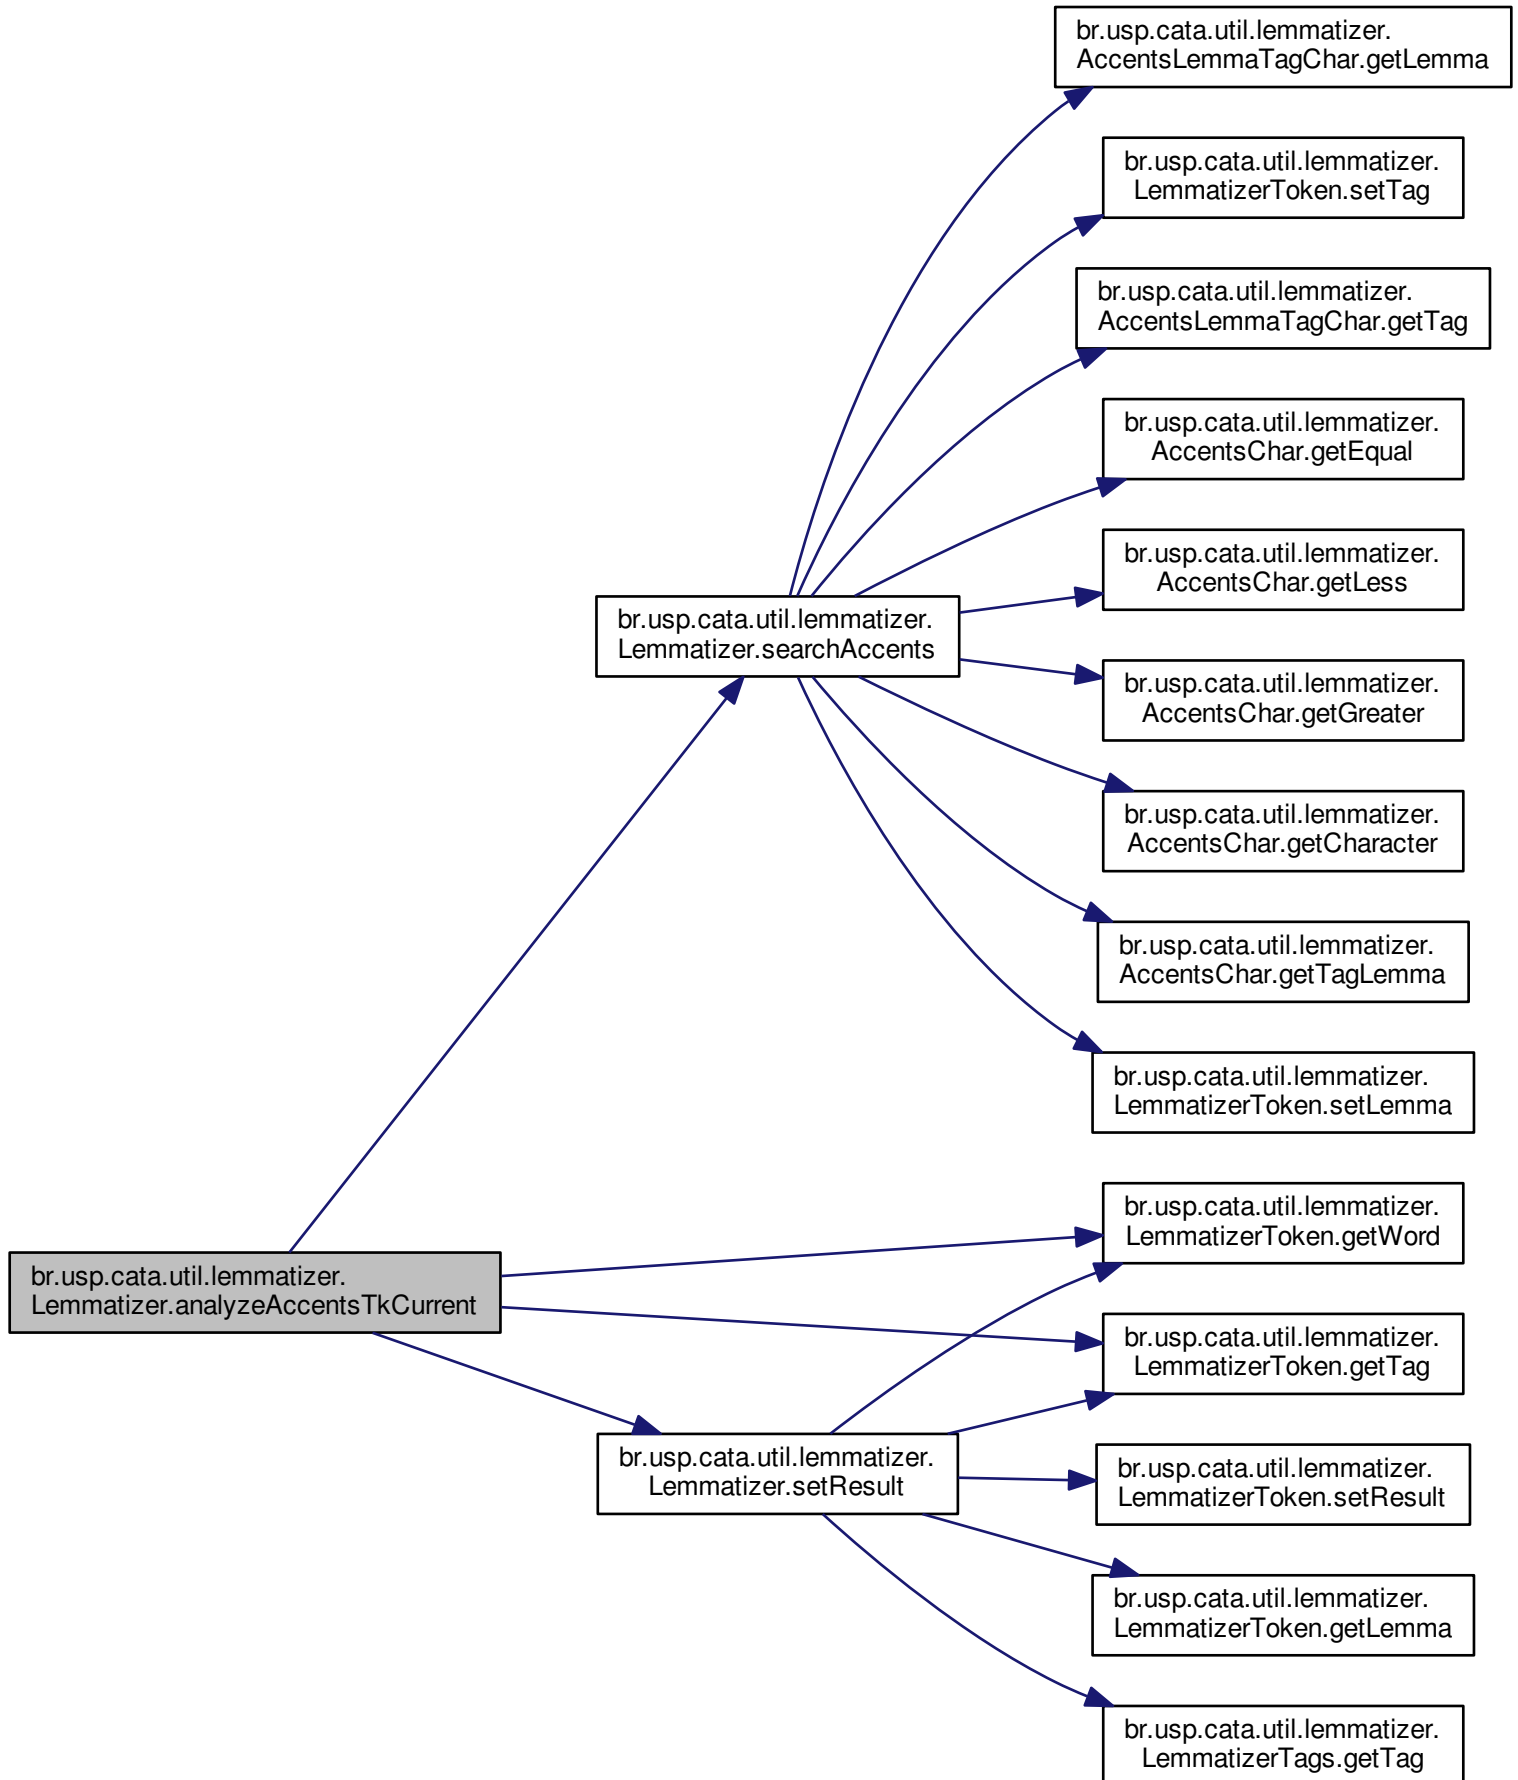 br.usp.cata.util.lemmatizer.
AccentsLemmaTagChar.getLemma
br.usp.cata.util.lemmatizer.
LemmatizerToken.setTag
br.usp.cata.util.lemmatizer.
AccentsLemmaTagChar.getTag
br.usp.cata.util.lemmatizer.
AccentsChar.getEqual
br.usp.cata.util.lemmatizer.
AccentsChar.getLess
br.usp.cata.util.lemmatizer.
Lemmatizer.searchAccents
br.usp.cata.util.lemmatizer.
AccentsChar.getGreater
br.usp.cata.util.lemmatizer.
AccentsChar.getCharacter
br.usp.cata.util.lemmatizer.
AccentsChar.getTagLemma
br.usp.cata.util.lemmatizer.
LemmatizerToken.setLemma
br.usp.cata.util.lemmatizer.
LemmatizerToken.getWord
br.usp.cata.util.lemmatizer.
Lemmatizer.analyzeAccentsTkCurrent
br.usp.cata.util.lemmatizer.
LemmatizerToken.getTag
br.usp.cata.util.lemmatizer.
Lemmatizer.setResult
br.usp.cata.util.lemmatizer.
LemmatizerToken.setResult
br.usp.cata.util.lemmatizer.
LemmatizerToken.getLemma
br.usp.cata.util.lemmatizer.
LemmatizerTags.getTag